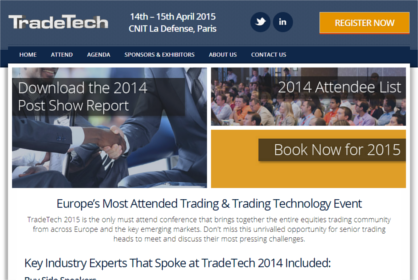 TradeTech
14th – 15th April 2015
CNIT La Defense, Paris
REGISTER NOW
HOME ATTEND AGENDA SPONSORS & EXHIBITORS ABOUT US CONTACT US
Download the 2014
Post Show Report
2014 Attendee List
Book Now for 2015
Europe's Most Attended Trading & Trading Technology Event
TradeTech 2015 is the only must attend conference that brings together the entire equities trading community
from across Europe and the key emerging markets. Don't miss this unrivalled opportunity for senior trading
heads to meet and discuss their most pressing challenges.
Key Industry Experts That Spoke at TradeTech 2014 Included:
Buy Side Speakers